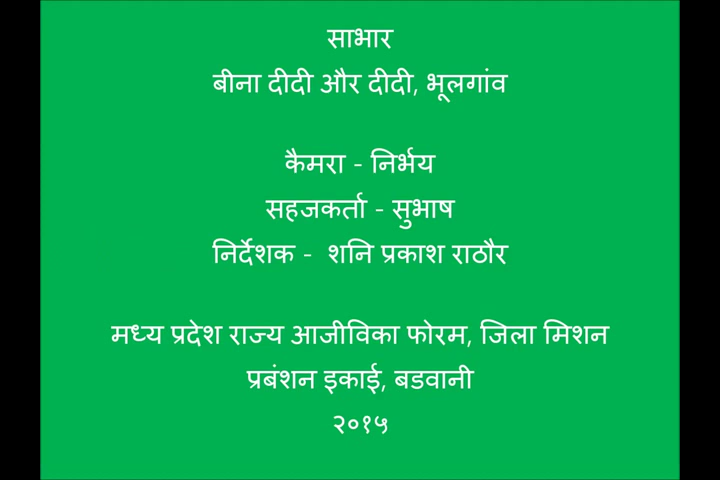 साभार
बीना दीदी और दीदी, भूलगांव
कैमरा - निर्भय
सहजकर्ता - सुभाष
निर्देशक - शनि प्रकाश राठौर
मध्य प्रदेश राज्य आजीविका फोरम, जिला मिशन
प्रबंशन इकाई, बडवानी
२०१५